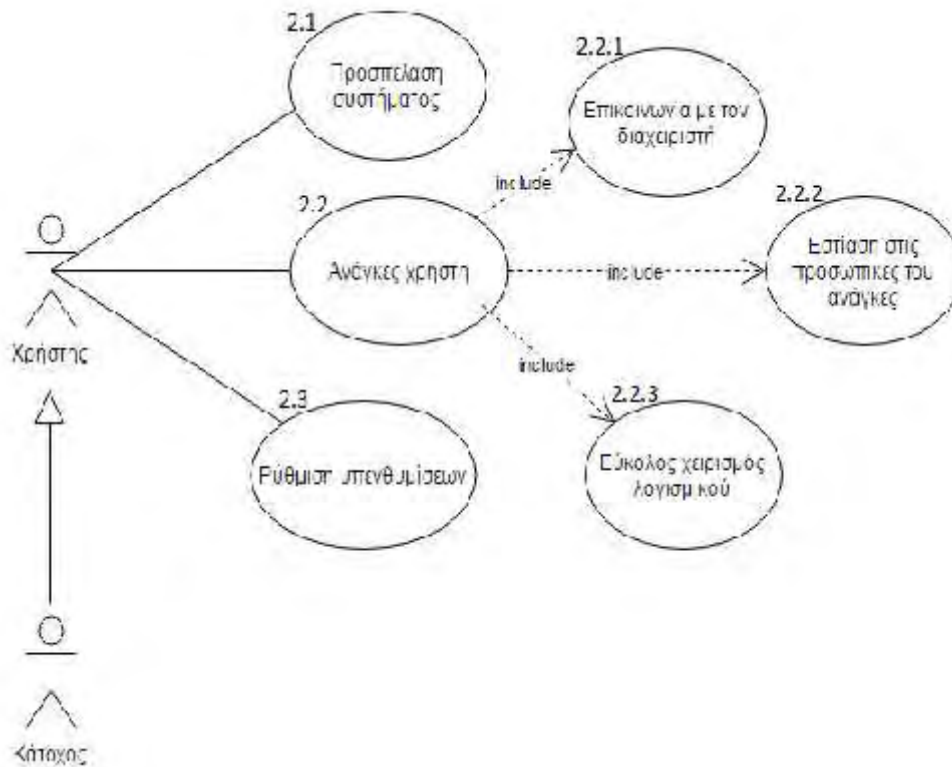 2.1
Προσπέλαση
συστήματος
2.2.1
Επικοινωνία με τον
διαχειριστή
include
2.2
Ανάγκες χρήστη
include
2.2.2
Εστίαση στις
προσωπικές του
ανάγκες
Χρήστης
include
2.3
Ρύθμιση υπενθυμίσεων
2.2.3
Εύκολος χειρισμός
λογισμικού
Κάτοχος